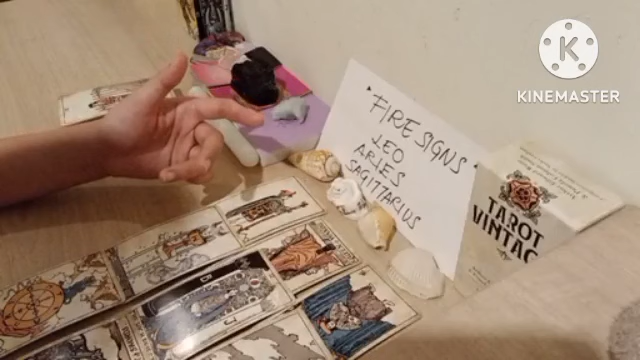 K
KINEMASTER
FIRE SIGNS
LEO
ARIES
SAGITTARIUS
TAROT
VINTAG